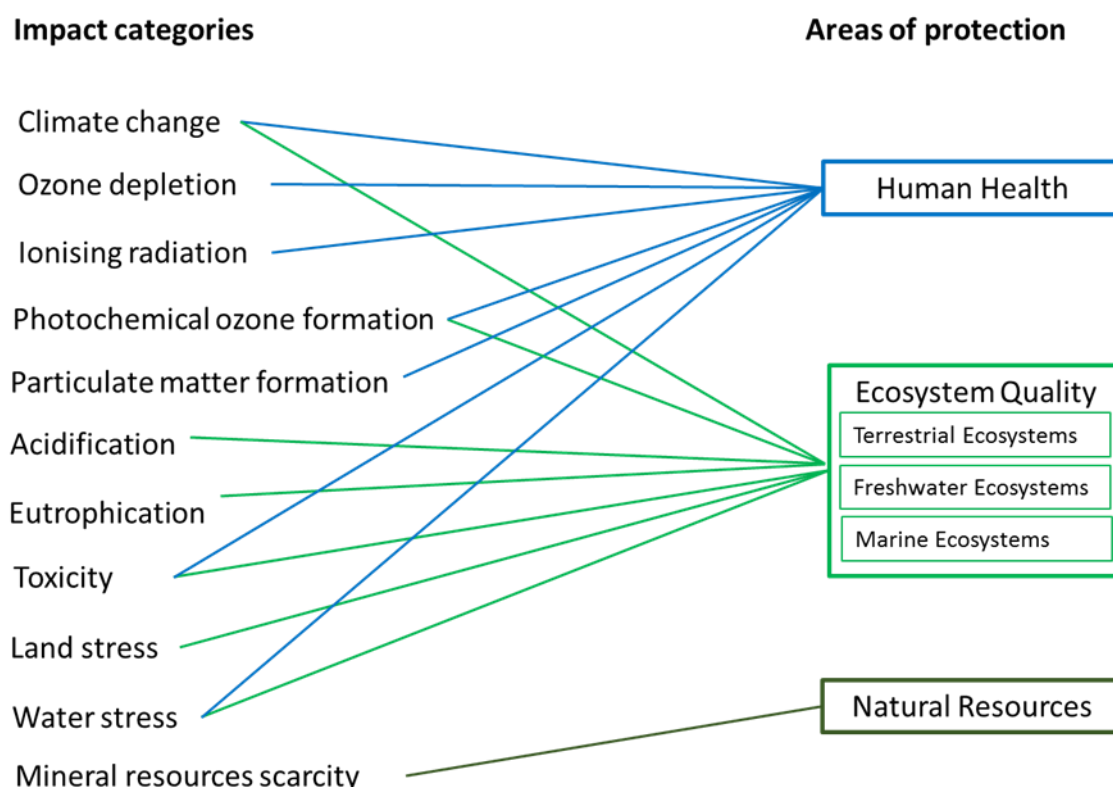 Impact categories
Areas of protection
Climate change
Ozone depletion
Ionising radiation
Photochemical ozone formation
Particulate matter formation
Acidification
Eutrophication
Toxicity
Land stress
Water stress
Mineral resources scarcity
Human Health
Ecosystem Quality
Terrestrial Ecosystems
Freshwater Ecosystems
Marine Ecosystems
Natural Resources